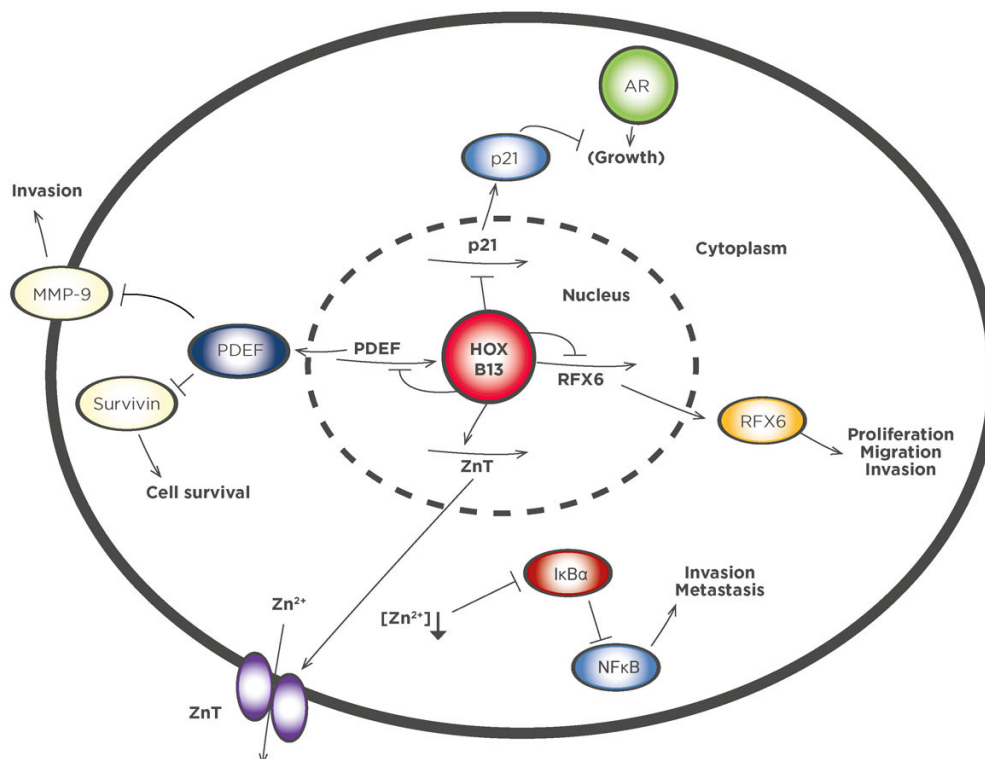 AR
p21
(Growth)
Invasion
p21
Cytoplasm
MMP-9
Nucleus
PDEF
PDEF
HOX
B13
RFX6
Survivin
RFX6
Proliferation
Migration
Invasion
ZnT
Cell survival
IκBα
Invasion
Metastasis
Zn²⁺
[Zn²⁺]
NFκB
ZnT